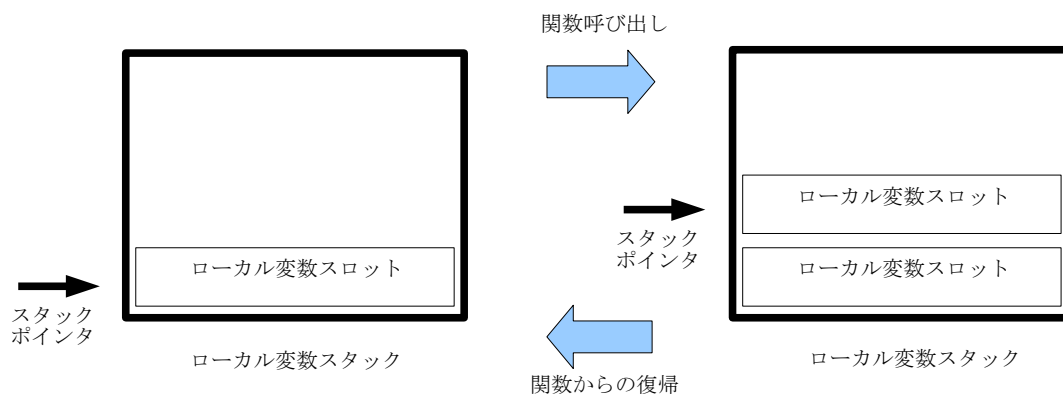 関数呼び出し
ローカル変数スロット
スタック
ポインタ
ローカル変数スタック
ローカル変数スロット
スタック
ポインタ
ローカル変数スロット
ローカル変数スタック
関数からの復帰